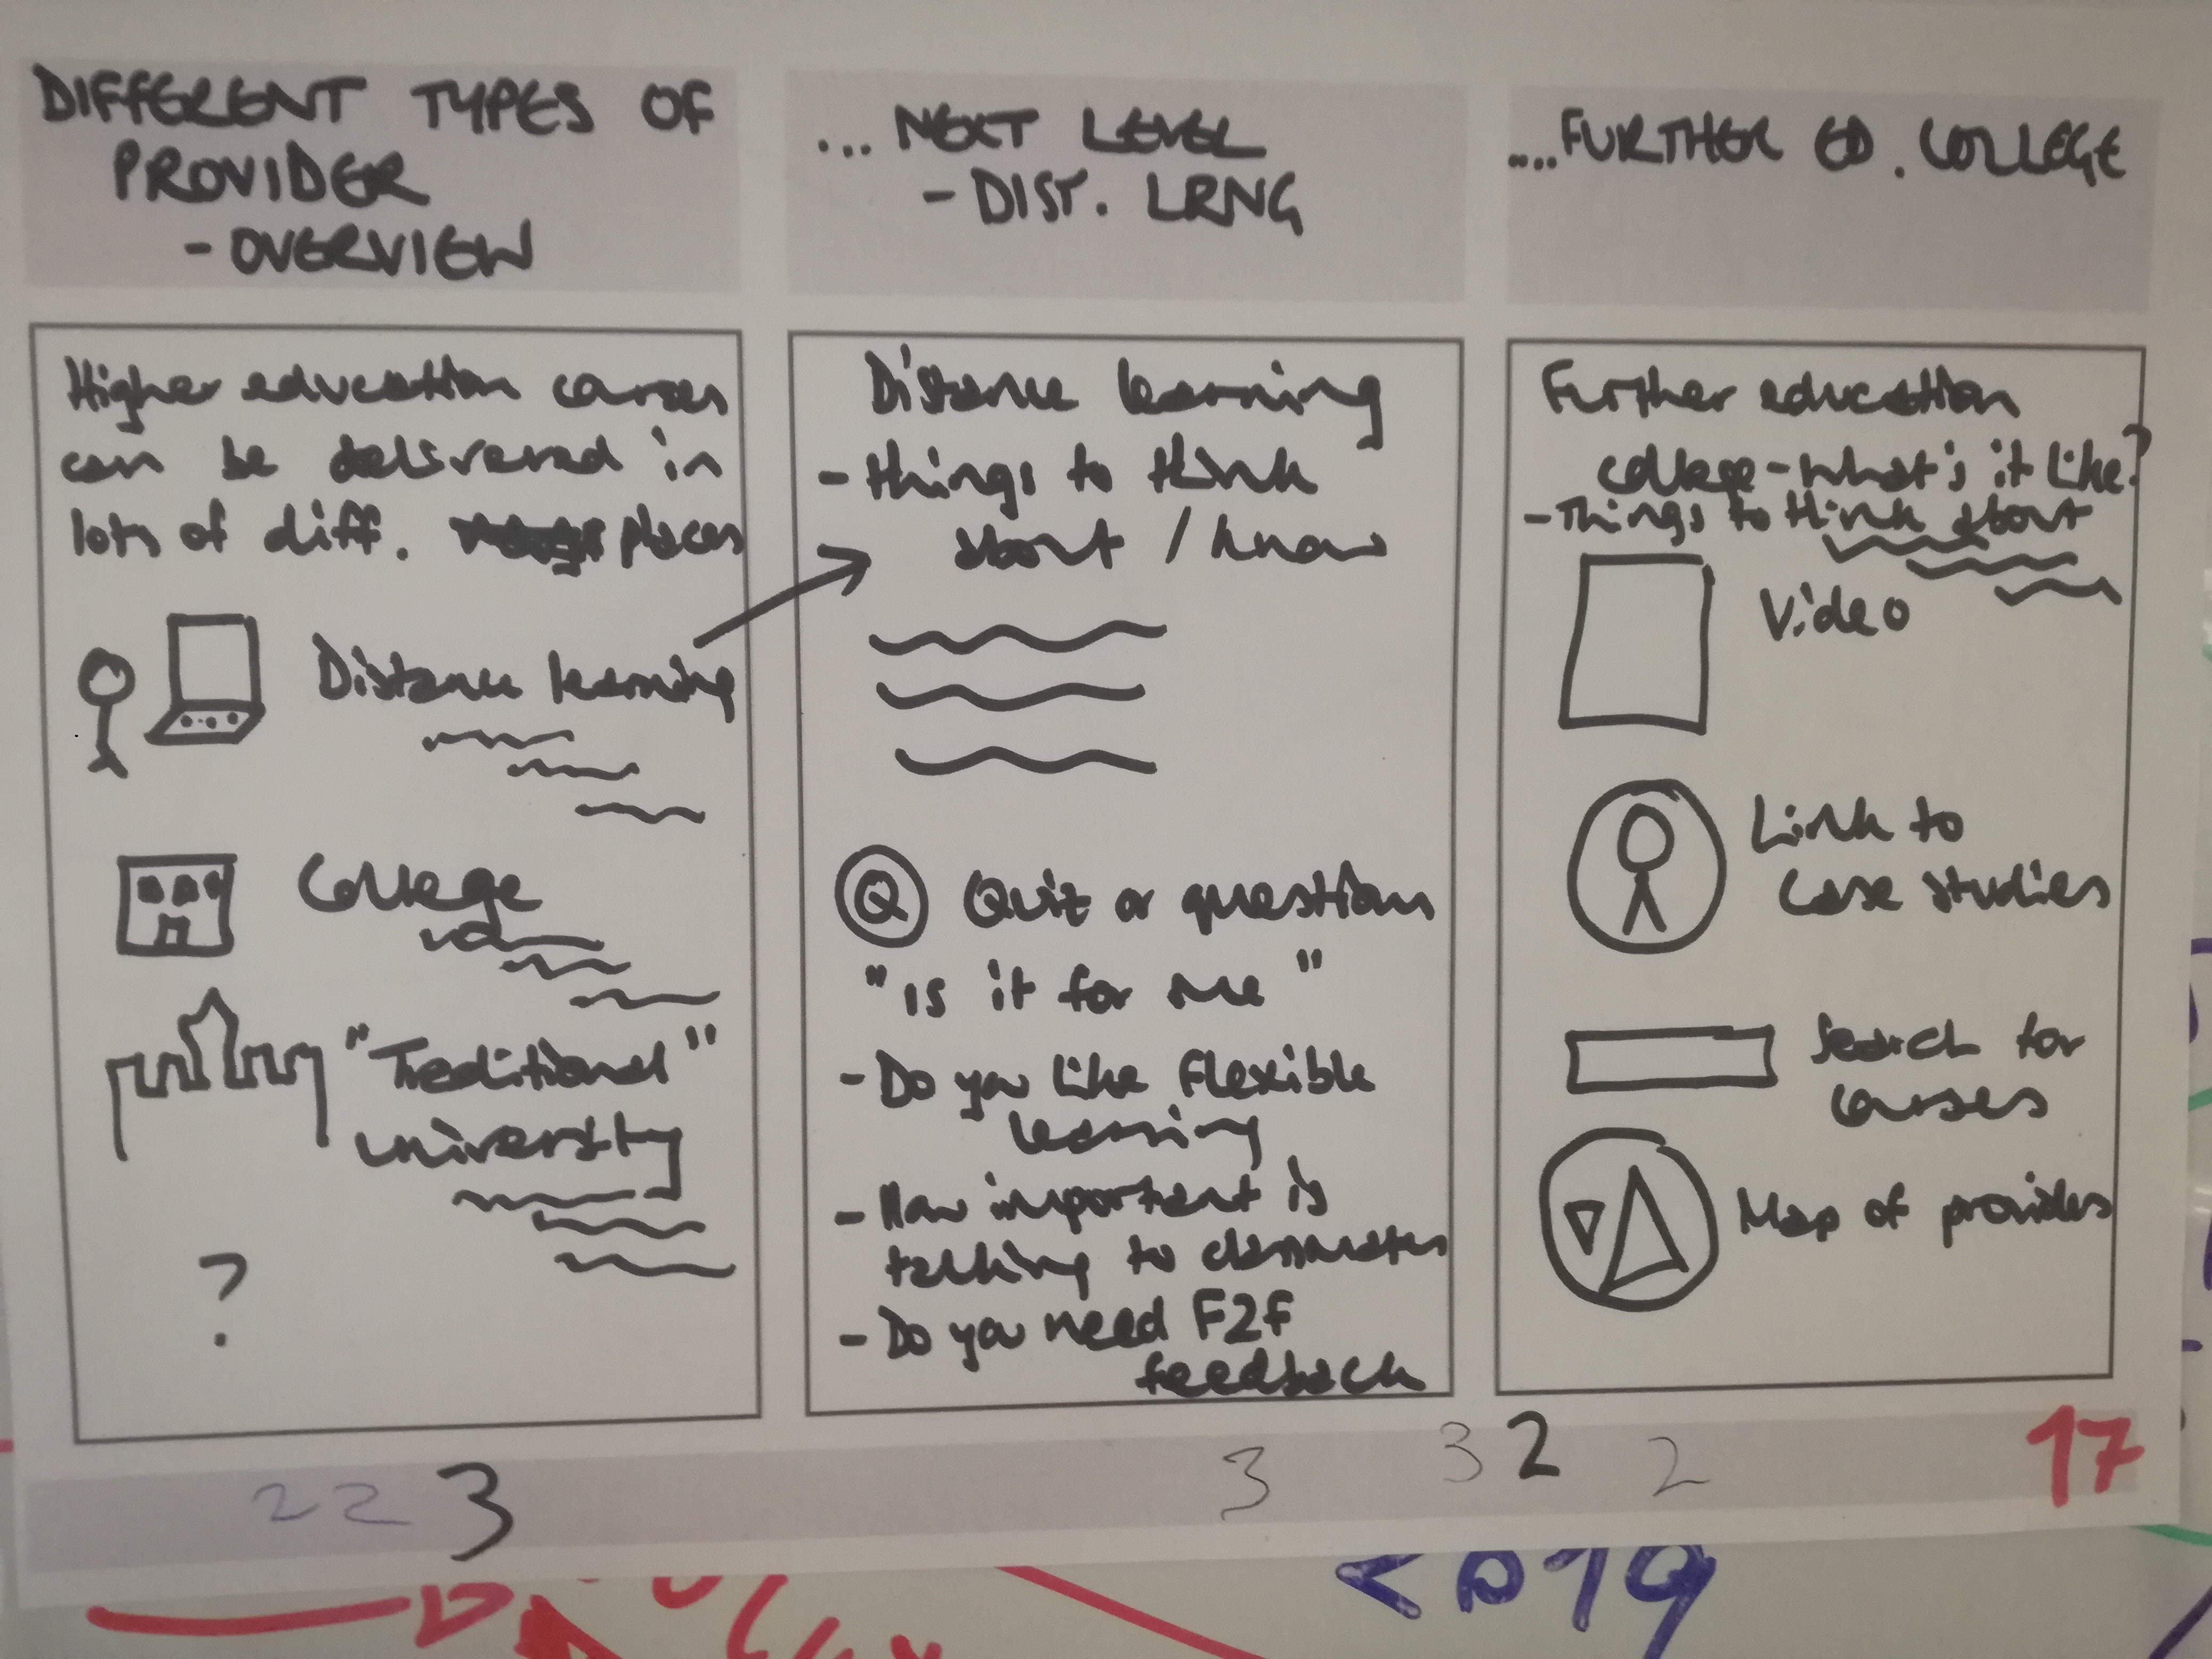 DIFFERENT TYPES OF
PROVIDER
- OVERVIEW
Higher education courses
can be delivered in
lots of diff. places
Distance learning
College
"Traditional"
university
?
... NEXT LEVEL
- DIST. LRNG
Distance learning
- things to think
about / know
Q Quiz or questions
"is it for me"
- Do you like flexible
learning
- How important is
talking to classmates
- Do you need F2F
feedback
....FURTHER ED. COLLEGE
Further education
college - what's it like?
- Things to think about
Video
Link to
case studies
Search for
courses
Map of providers
2 2 3
3
3 2 2
17